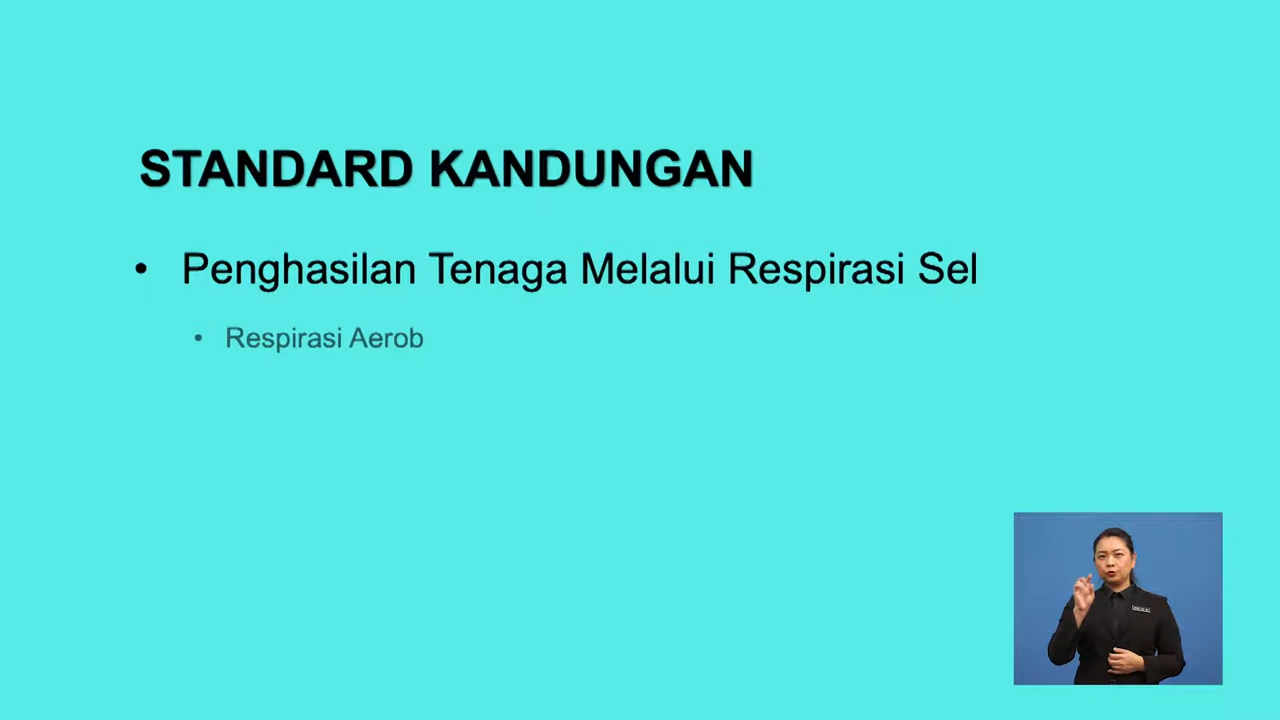 STANDARD KANDUNGAN
• Penghasilan Tenaga Melalui Respirasi Sel
• Respirasi Aerob